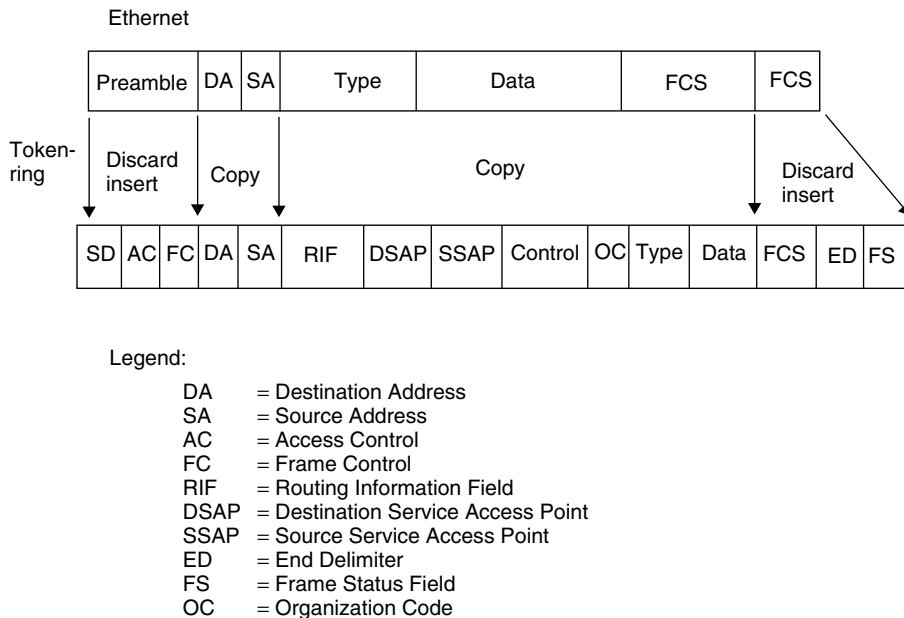 Ethernet
Preamble DA SA Type Data FCS FCS
Token-
ring
Discard
insert
Copy
Copy
Discard
insert
SD AC FC DA SA RIF DSAP SSAP Control OC Type Data FCS ED FS
Legend:
DA = Destination Address
SA = Source Address
AC = Access Control
FC = Frame Control
RIF = Routing Information Field
DSAP = Destination Service Access Point
SSAP = Source Service Access Point
ED = End Delimiter
FS = Frame Status Field
OC = Organization Code